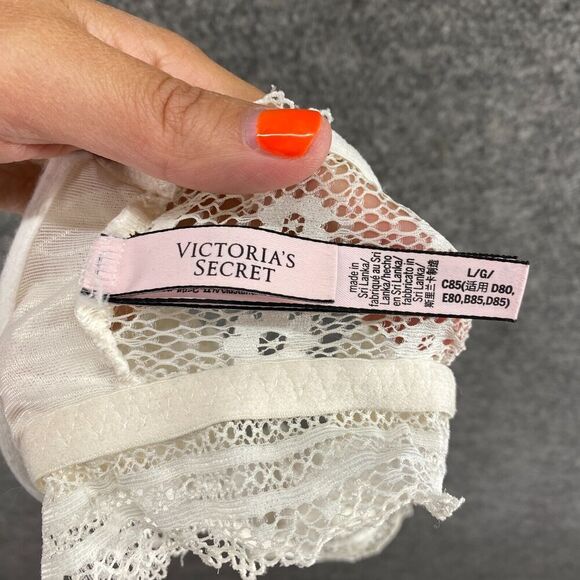 VICTORIA'S
SECRET
made in
Sri Lanka/
fabriqué au Sri
Lanka/hecho
en Sri Lanka/
fabbricato in
Sri Lanka/
斯里兰卡制造
L/G/
C85(适用 D80,
E80,B85,D85)